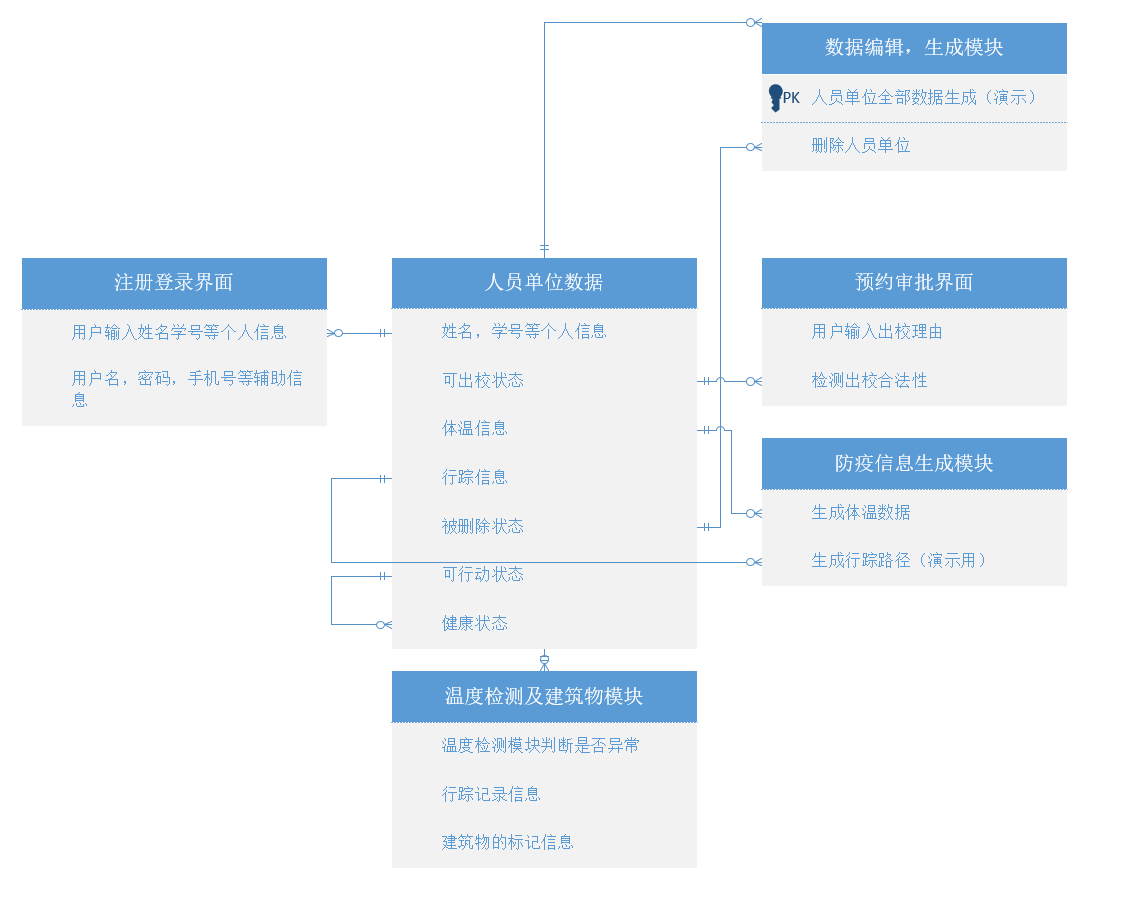 数据编辑，生成模块
PK 人员单位全部数据生成（演示）
删除人员单位
注册登录界面
用户输入姓名学号等个人信息
用户名，密码，手机号等辅助信
息
人员单位数据
姓名，学号等个人信息
可出校状态
体温信息
行踪信息
被删除状态
可行动状态
健康状态
预约审批界面
用户输入出校理由
检测出校合法性
防疫信息生成模块
生成体温数据
生成行踪路径（演示用）
温度检测及建筑物模块
温度检测模块判断是否异常
行踪记录信息
建筑物的标记信息